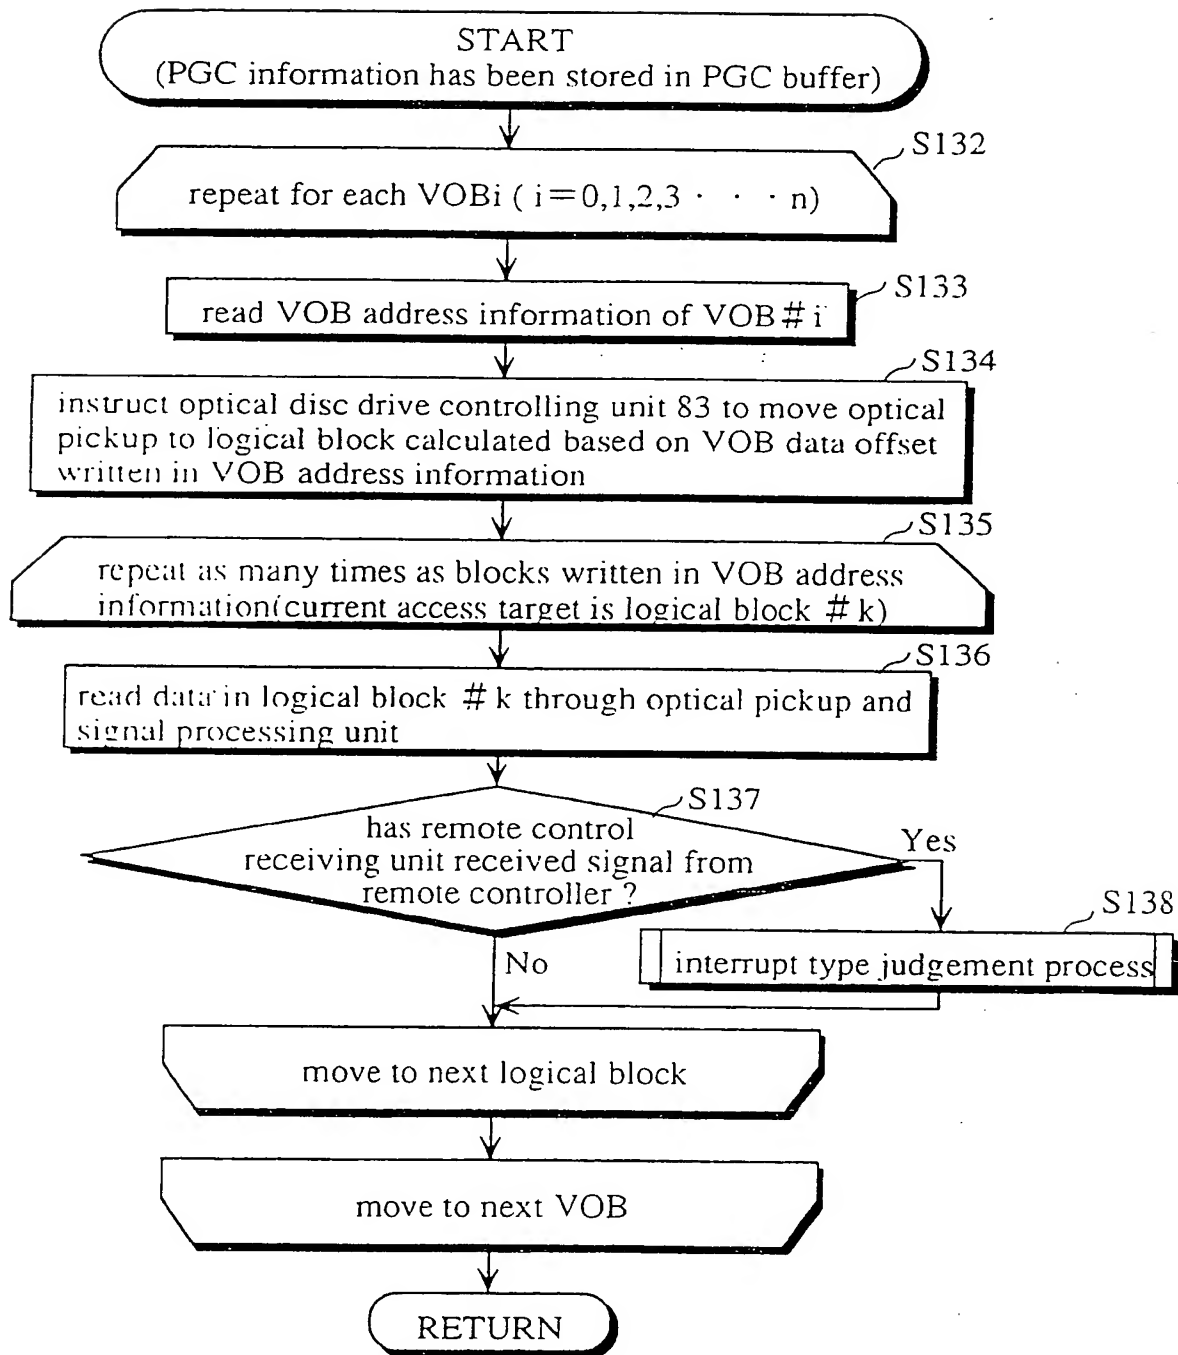 START
(PGC information has been stored in PGC buffer)
S132
repeat for each VOBi ( i=0,1,2,3 · · · n)
S133
read VOB address information of VOB # i
S134
instruct optical disc drive controlling unit 83 to move optical
pickup to logical block calculated based on VOB data offset
written in VOB address information
S135
repeat as many times as blocks written in VOB address
information(current access target is logical block # k)
S136
read data in logical block # k through optical pickup and
signal processing unit
S137
has remote control
receiving unit received signal from
remote controller ?
Yes
S138
interrupt type judgement process
No
move to next logical block
move to next VOB
RETURN